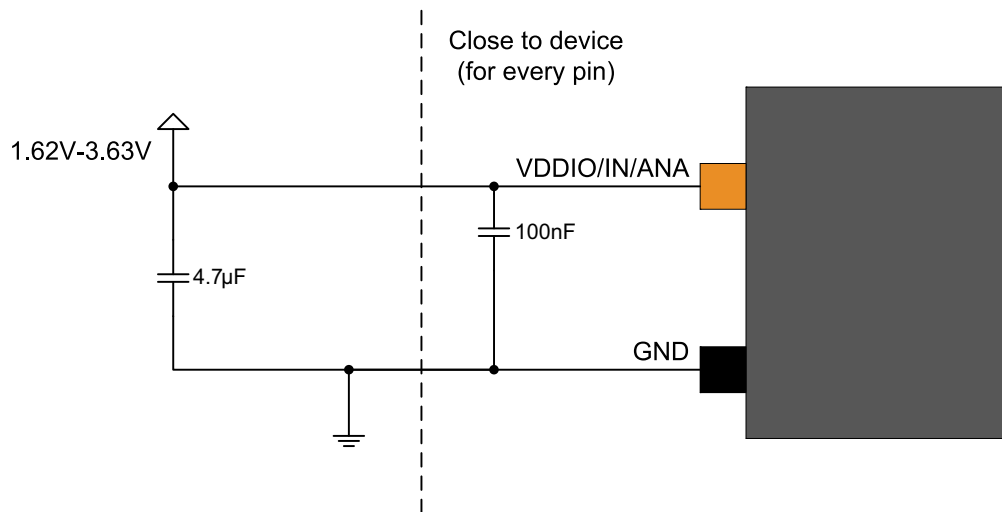 Close to device
(for every pin)
1.62V-3.63V
VDDIO/IN/ANA
100nF
4.7µF
GND